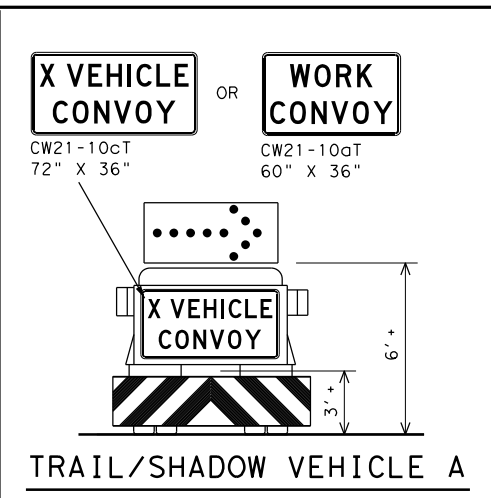 X VEHICLE
CONVOY
OR
WORK
CONVOY
CW21-10cT
72" X 36"
CW21-10aT
60" X 36"
X VEHICLE
CONVOY
6' +
3' +
TRAIL/SHADOW VEHICLE A